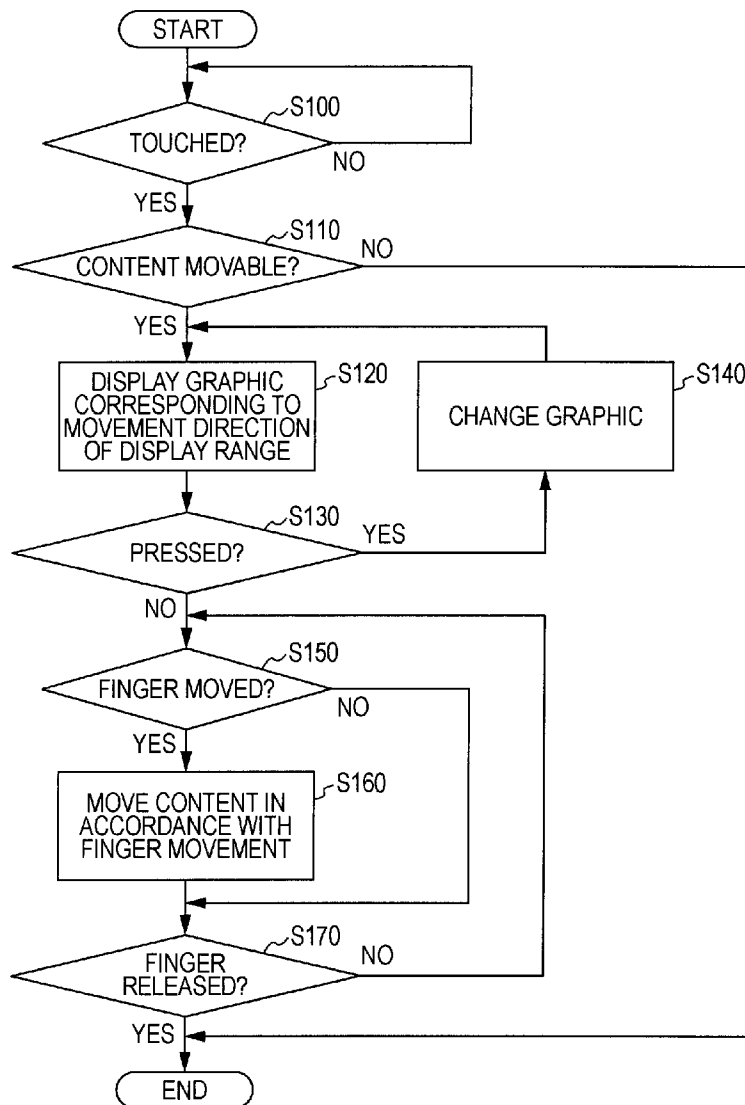 START
S100
TOUCHED?
NO
YES
S110
CONTENT MOVABLE?
NO
YES
S120
DISPLAY GRAPHIC
CORRESPONDING TO
MOVEMENT DIRECTION
OF DISPLAY RANGE
S140
CHANGE GRAPHIC
S130
PRESSED?
YES
NO
S150
FINGER MOVED?
NO
YES
S160
MOVE CONTENT IN
ACCORDANCE WITH
FINGER MOVEMENT
S170
FINGER
RELEASED?
NO
YES
END